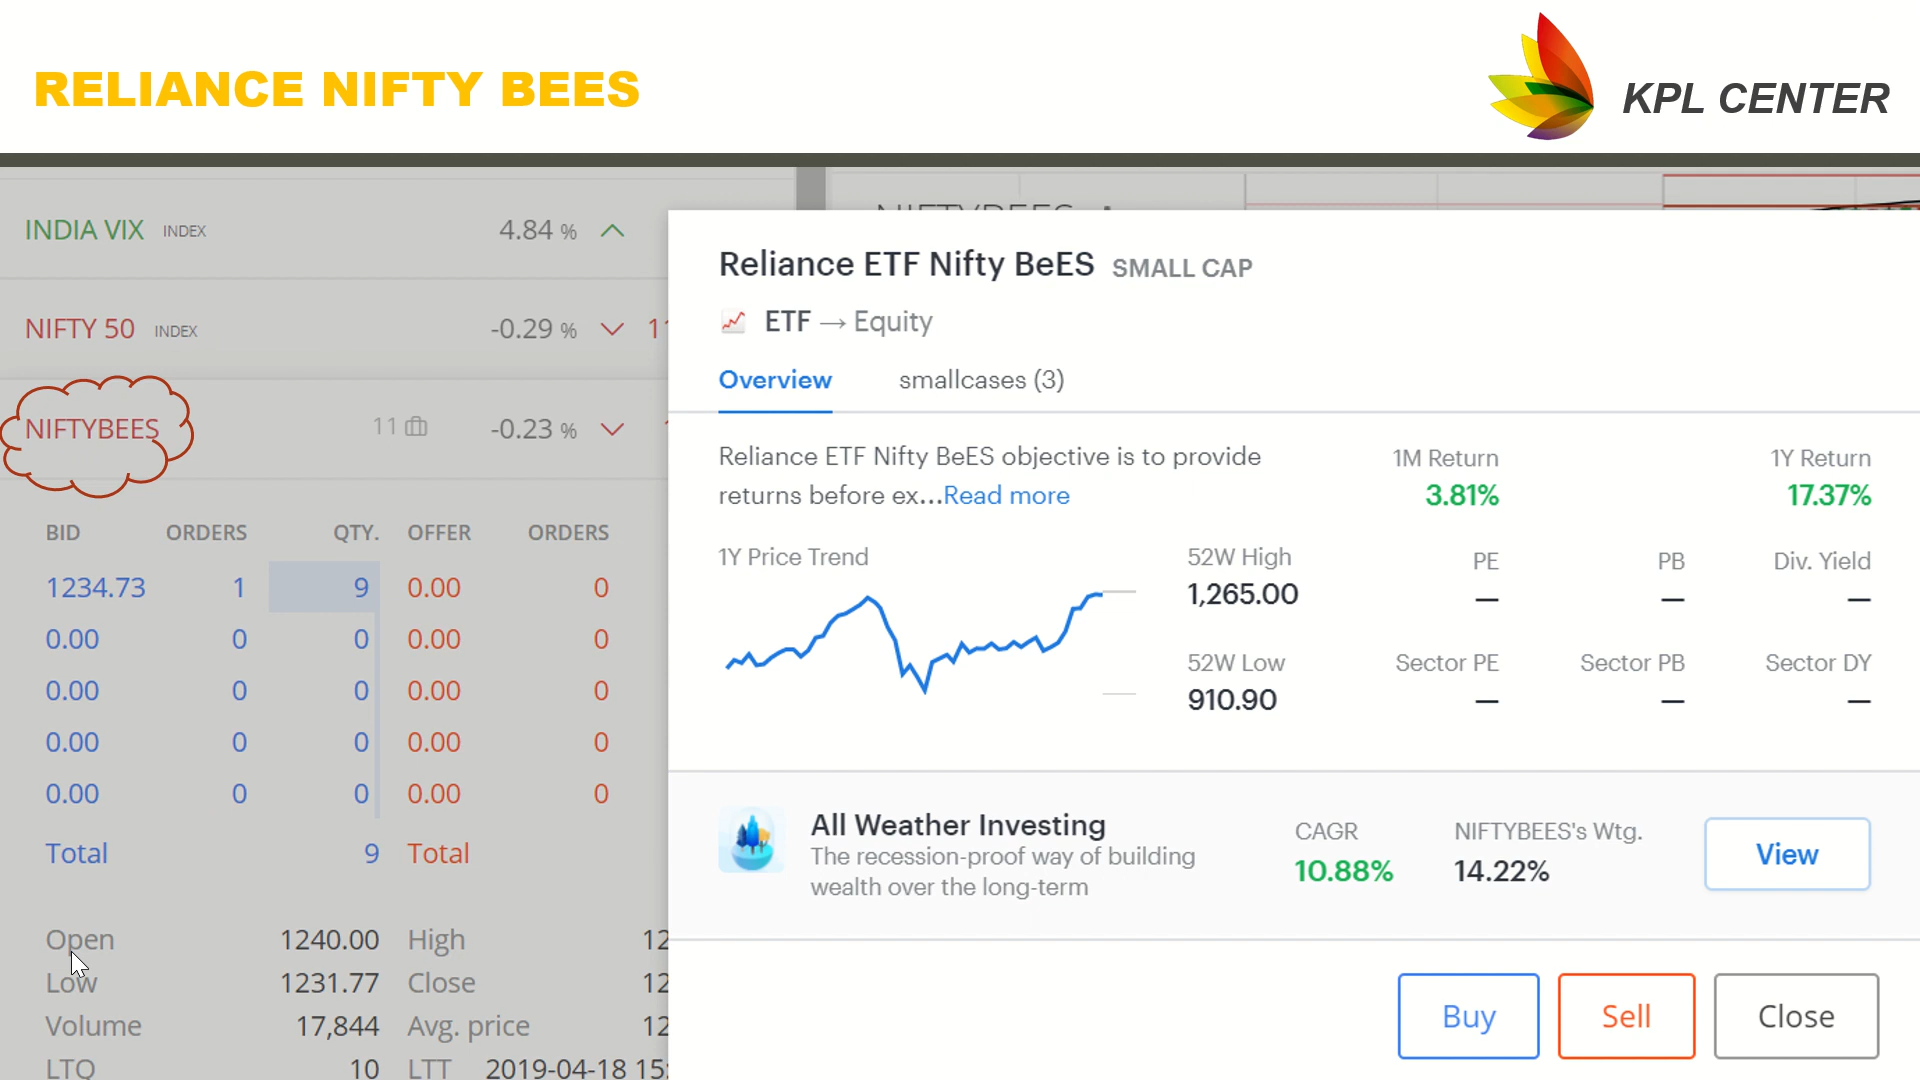 RELIANCE NIFTY BEES
KPL CENTER
INDIA VIX INDEX 4.84 %
NIFTY 50 INDEX -0.29 % 11
NIFTYBEES 11 -0.23 %
BID ORDERS QTY. OFFER ORDERS
1234.73 1 9 0.00 0
0.00 0 0 0.00 0
0.00 0 0 0.00 0
0.00 0 0 0.00 0
0.00 0 0 0.00 0
Total 9 Total
Open 1240.00 High 12
Low 1231.77 Close 12
Volume 17,844 Avg. price 12
LTQ 10 LTT 2019-04-18 15:
Reliance ETF Nifty BeES SMALL CAP
ETF → Equity
Overview smallcases (3)
Reliance ETF Nifty BeES objective is to provide
returns before ex...Read more
1M Return 1Y Return
3.81% 17.37%
1Y Price Trend
52W High PE PB Div. Yield
1,265.00 — — —
52W Low Sector PE Sector PB Sector DY
910.90 — — —
All Weather Investing
The recession-proof way of building
wealth over the long-term
CAGR NIFTYBEES's Wtg.
10.88% 14.22%
View
Buy Sell Close